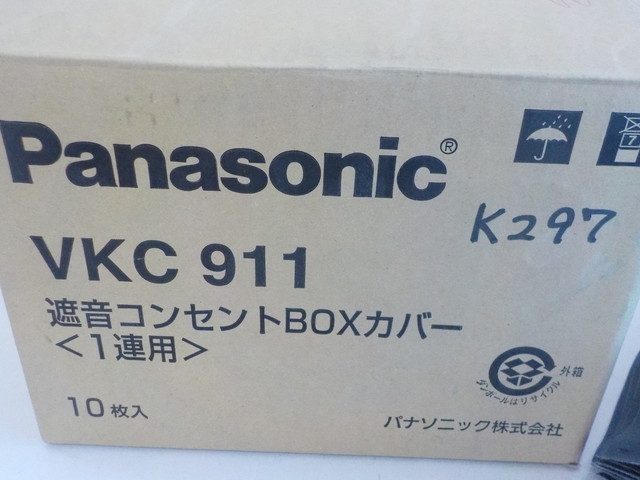 Panasonic®
7
K297
VKC 911
遮音コンセントBOXカバー
<1連用>
外箱
ダンボールはリサイクル
10枚入
パナソニック株式会社